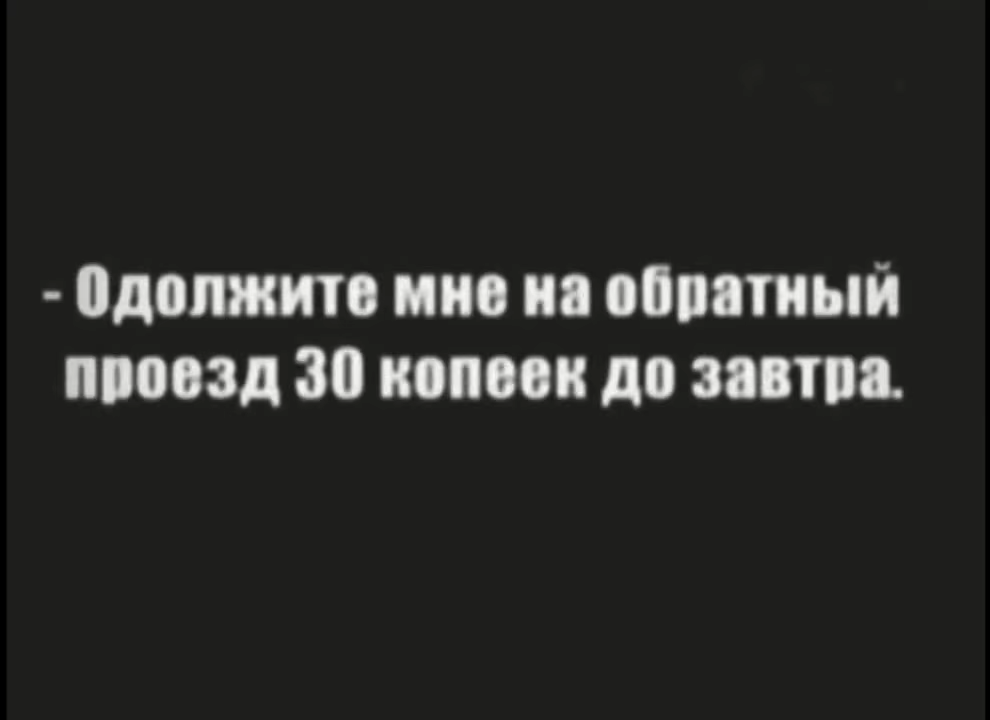 - Одолжите мне на обратный
проезд 30 копеек до завтра.